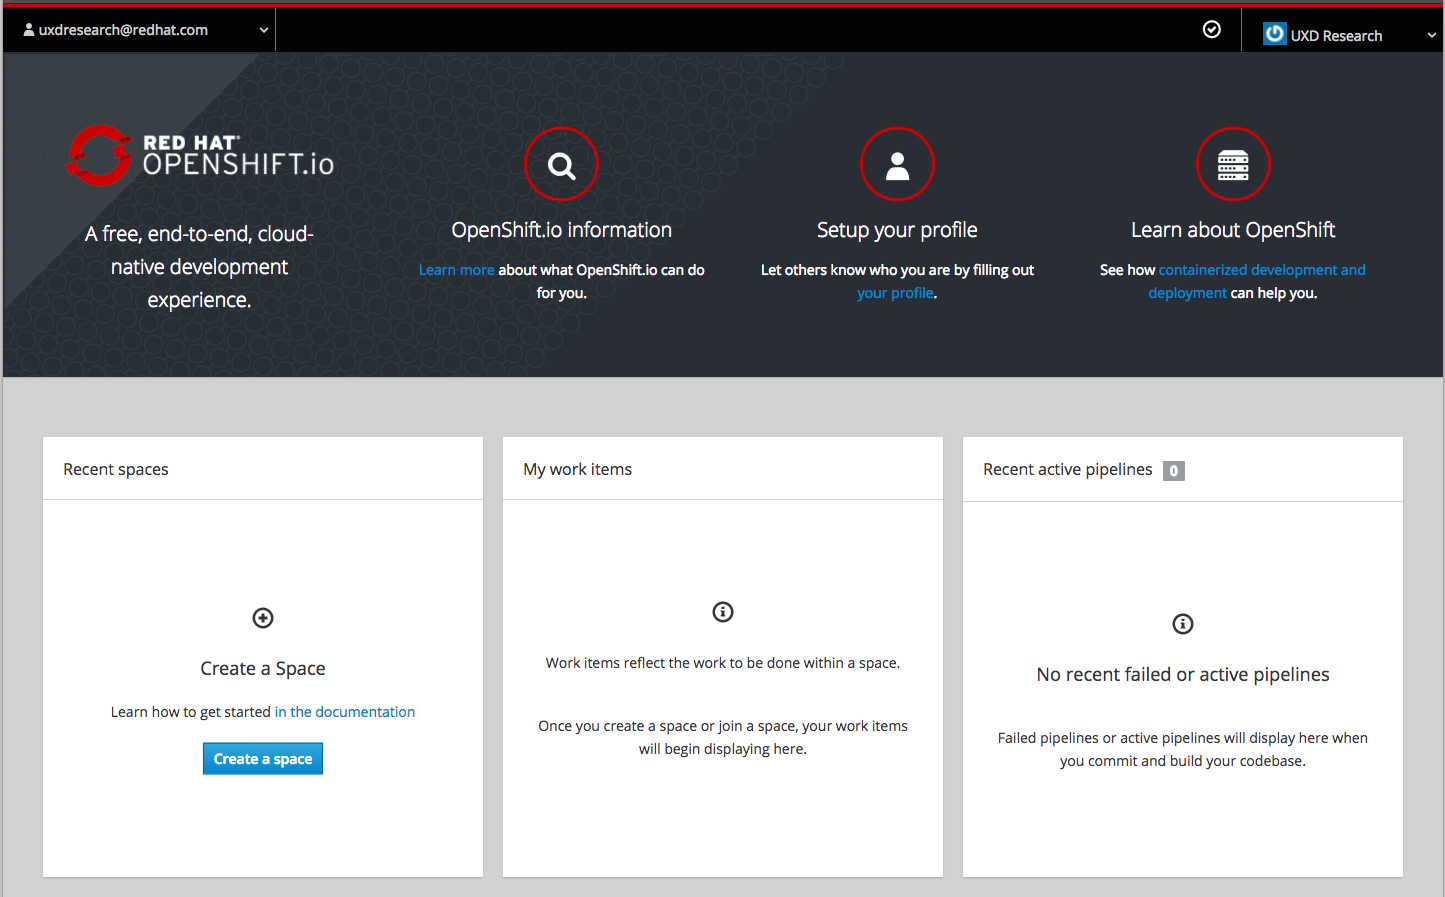 uxdresearch@redhat.com
UXD Research
RED HAT®
OPENSHIFT.io
A free, end-to-end, cloud-
native development
experience.
OpenShift.io information
Learn more about what OpenShift.io can do
for you.
Setup your profile
Let others know who you are by filling out
your profile.
Learn about OpenShift
See how containerized development and
deployment can help you.
Recent spaces
Create a Space
Learn how to get started in the documentation
Create a space
My work items
Work items reflect the work to be done within a space.
Once you create a space or join a space, your work items
will begin displaying here.
Recent active pipelines 0
No recent failed or active pipelines
Failed pipelines or active pipelines will display here when
you commit and build your codebase.